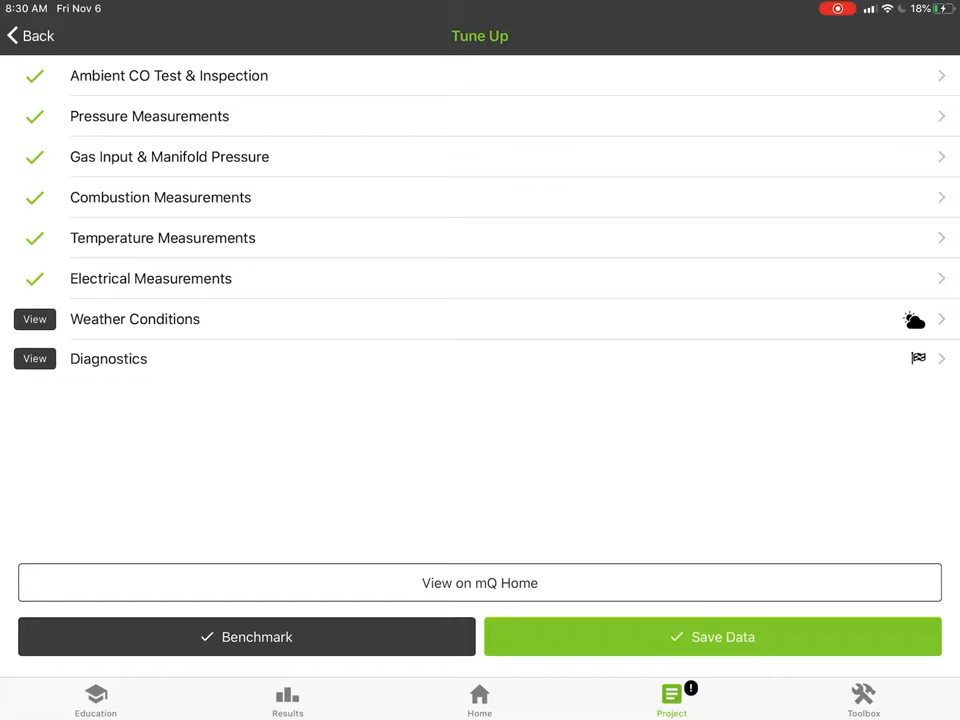 8:30 AM Fri Nov 6
18%
Back
Tune Up
Ambient CO Test & Inspection
Pressure Measurements
Gas Input & Manifold Pressure
Combustion Measurements
Temperature Measurements
Electrical Measurements
View Weather Conditions
View Diagnostics
View on mQ Home
Benchmark
Save Data
Education
Results
Home
Project
Toolbox